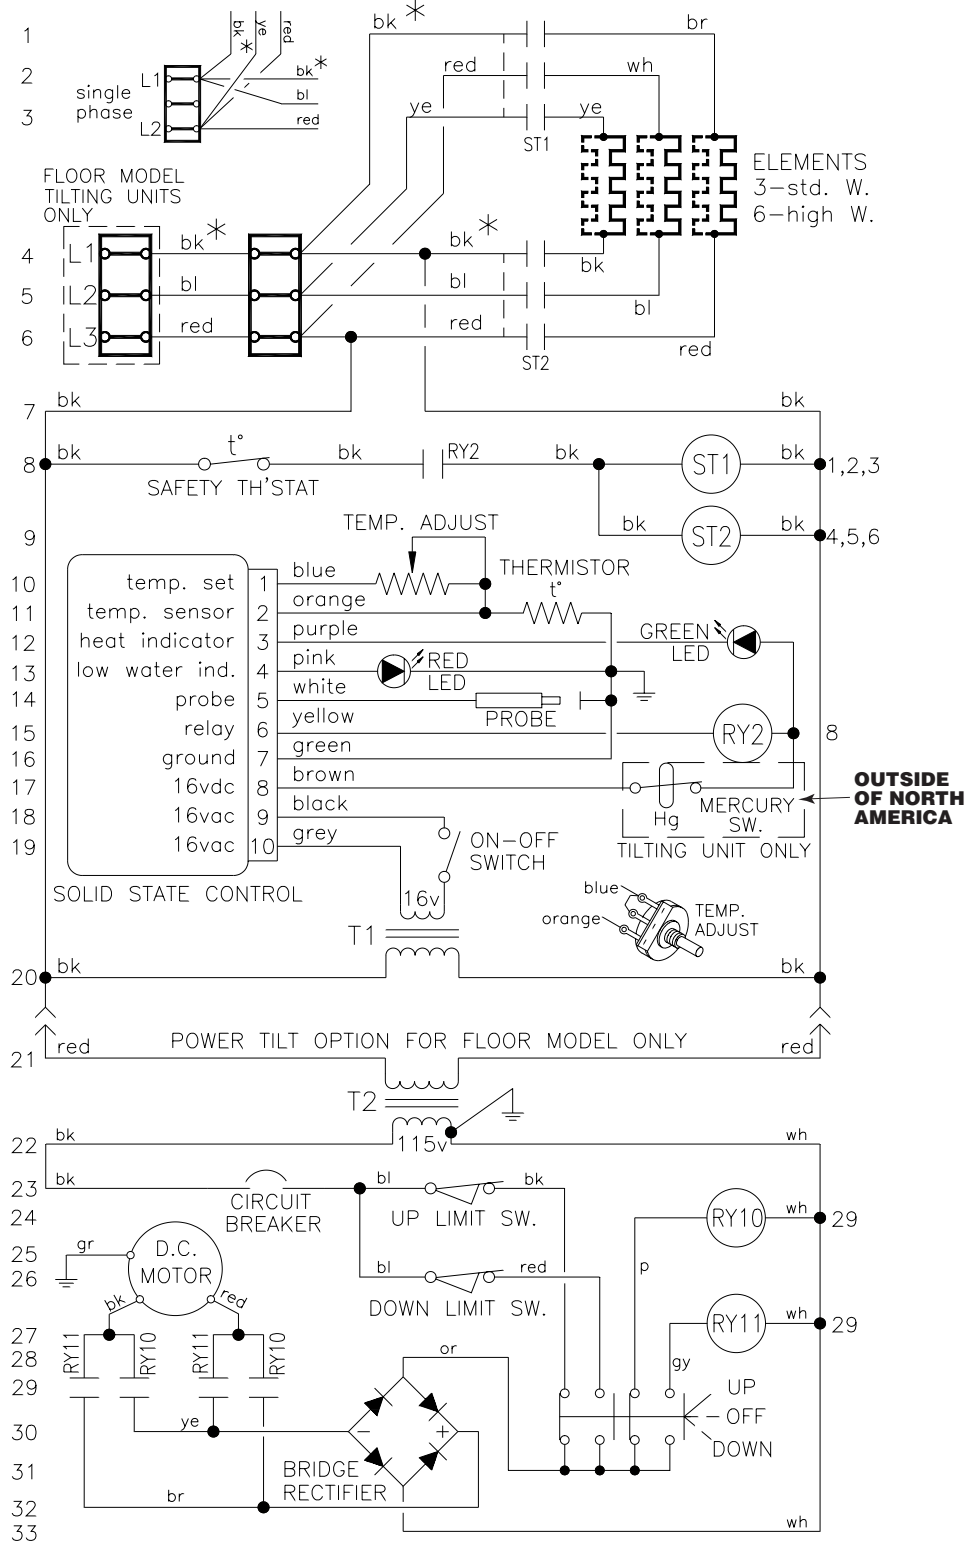 bk
ye
red
*
bk *
br
1
L1
bk *
red
wh
2
single
phase
bl
ye
ye
3
L2
red
ST1
FLOOR MODEL
TILTING UNITS
ONLY
ELEMENTS
3-std. W.
6-high W.
4
L1
bk *
bk *
bk
5
L2
bl
bl
bl
6
L3
red
red
red
ST2
7
bk
bk
8
bk
t°
bk
RY2
bk
ST1
bk
1,2,3
SAFETY TH'STAT
9
TEMP. ADJUST
bk
ST2
bk
4,5,6
10
temp. set
1
blue
THERMISTOR
t°
11
temp. sensor
2
orange
12
heat indicator
3
purple
GREEN
LED
13
low water ind.
4
pink
RED
LED
14
probe
5
white
PROBE
15
relay
6
yellow
RY2
8
16
ground
7
green
17
16vdc
8
brown
Hg
MERCURY
SW.
OUTSIDE
OF NORTH
AMERICA
18
16vac
9
black
19
16vac
10
grey
ON-OFF
SWITCH
TILTING UNIT ONLY
SOLID STATE CONTROL
16v
blue
orange
TEMP.
ADJUST
T1
20
bk
bk
21
red
POWER TILT OPTION FOR FLOOR MODEL ONLY
red
T2
22
bk
115v
wh
23
bk
CIRCUIT
BREAKER
bl
bk
UP LIMIT SW.
24
RY10
wh
29
25
gr
D.C.
MOTOR
p
26
bl
red
DOWN LIMIT SW.
bk
red
RY11
wh
29
27
RY11
RY10
RY11
RY10
28
or
gy
29
UP
30
ye
-
+
OFF
DOWN
31
BRIDGE
RECTIFIER
32
br
33
wh